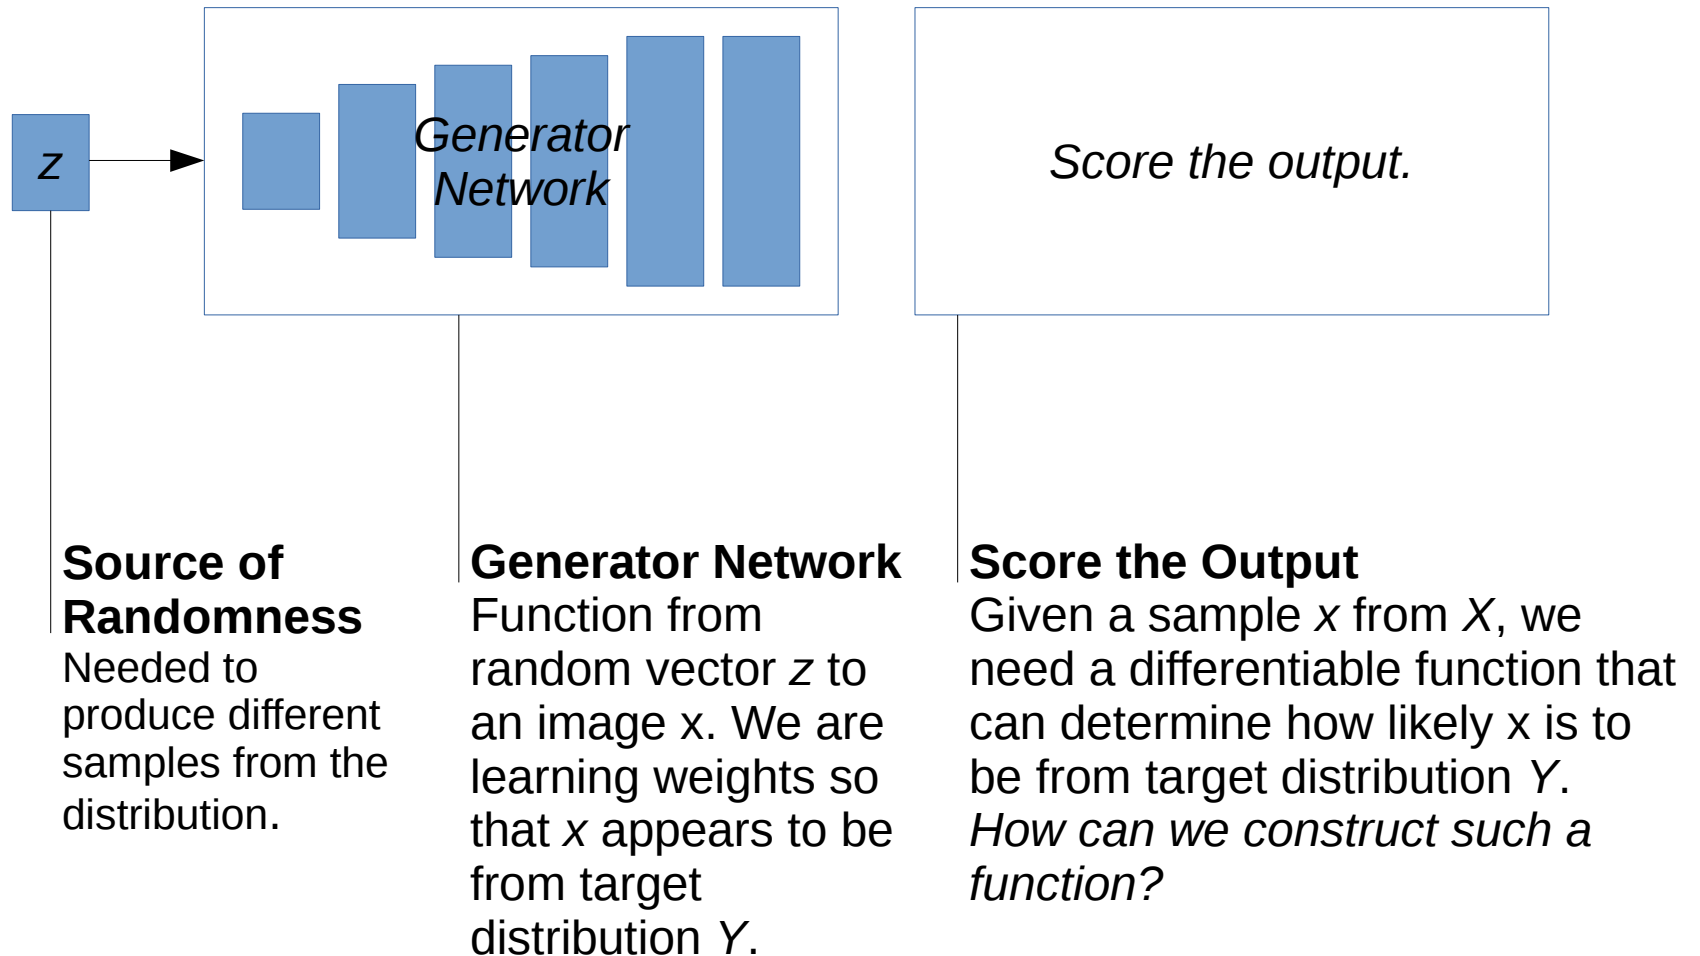 z
Generator
Network
Score the output.
Source of
Randomness
Needed to
produce different
samples from the
distribution.
Generator Network
Function from
random vector z to
an image x. We are
learning weights so
that x appears to be
from target
distribution Y.
Score the Output
Given a sample x from X, we
need a differentiable function that
can determine how likely x is to
be from target distribution Y.
How can we construct such a
function?